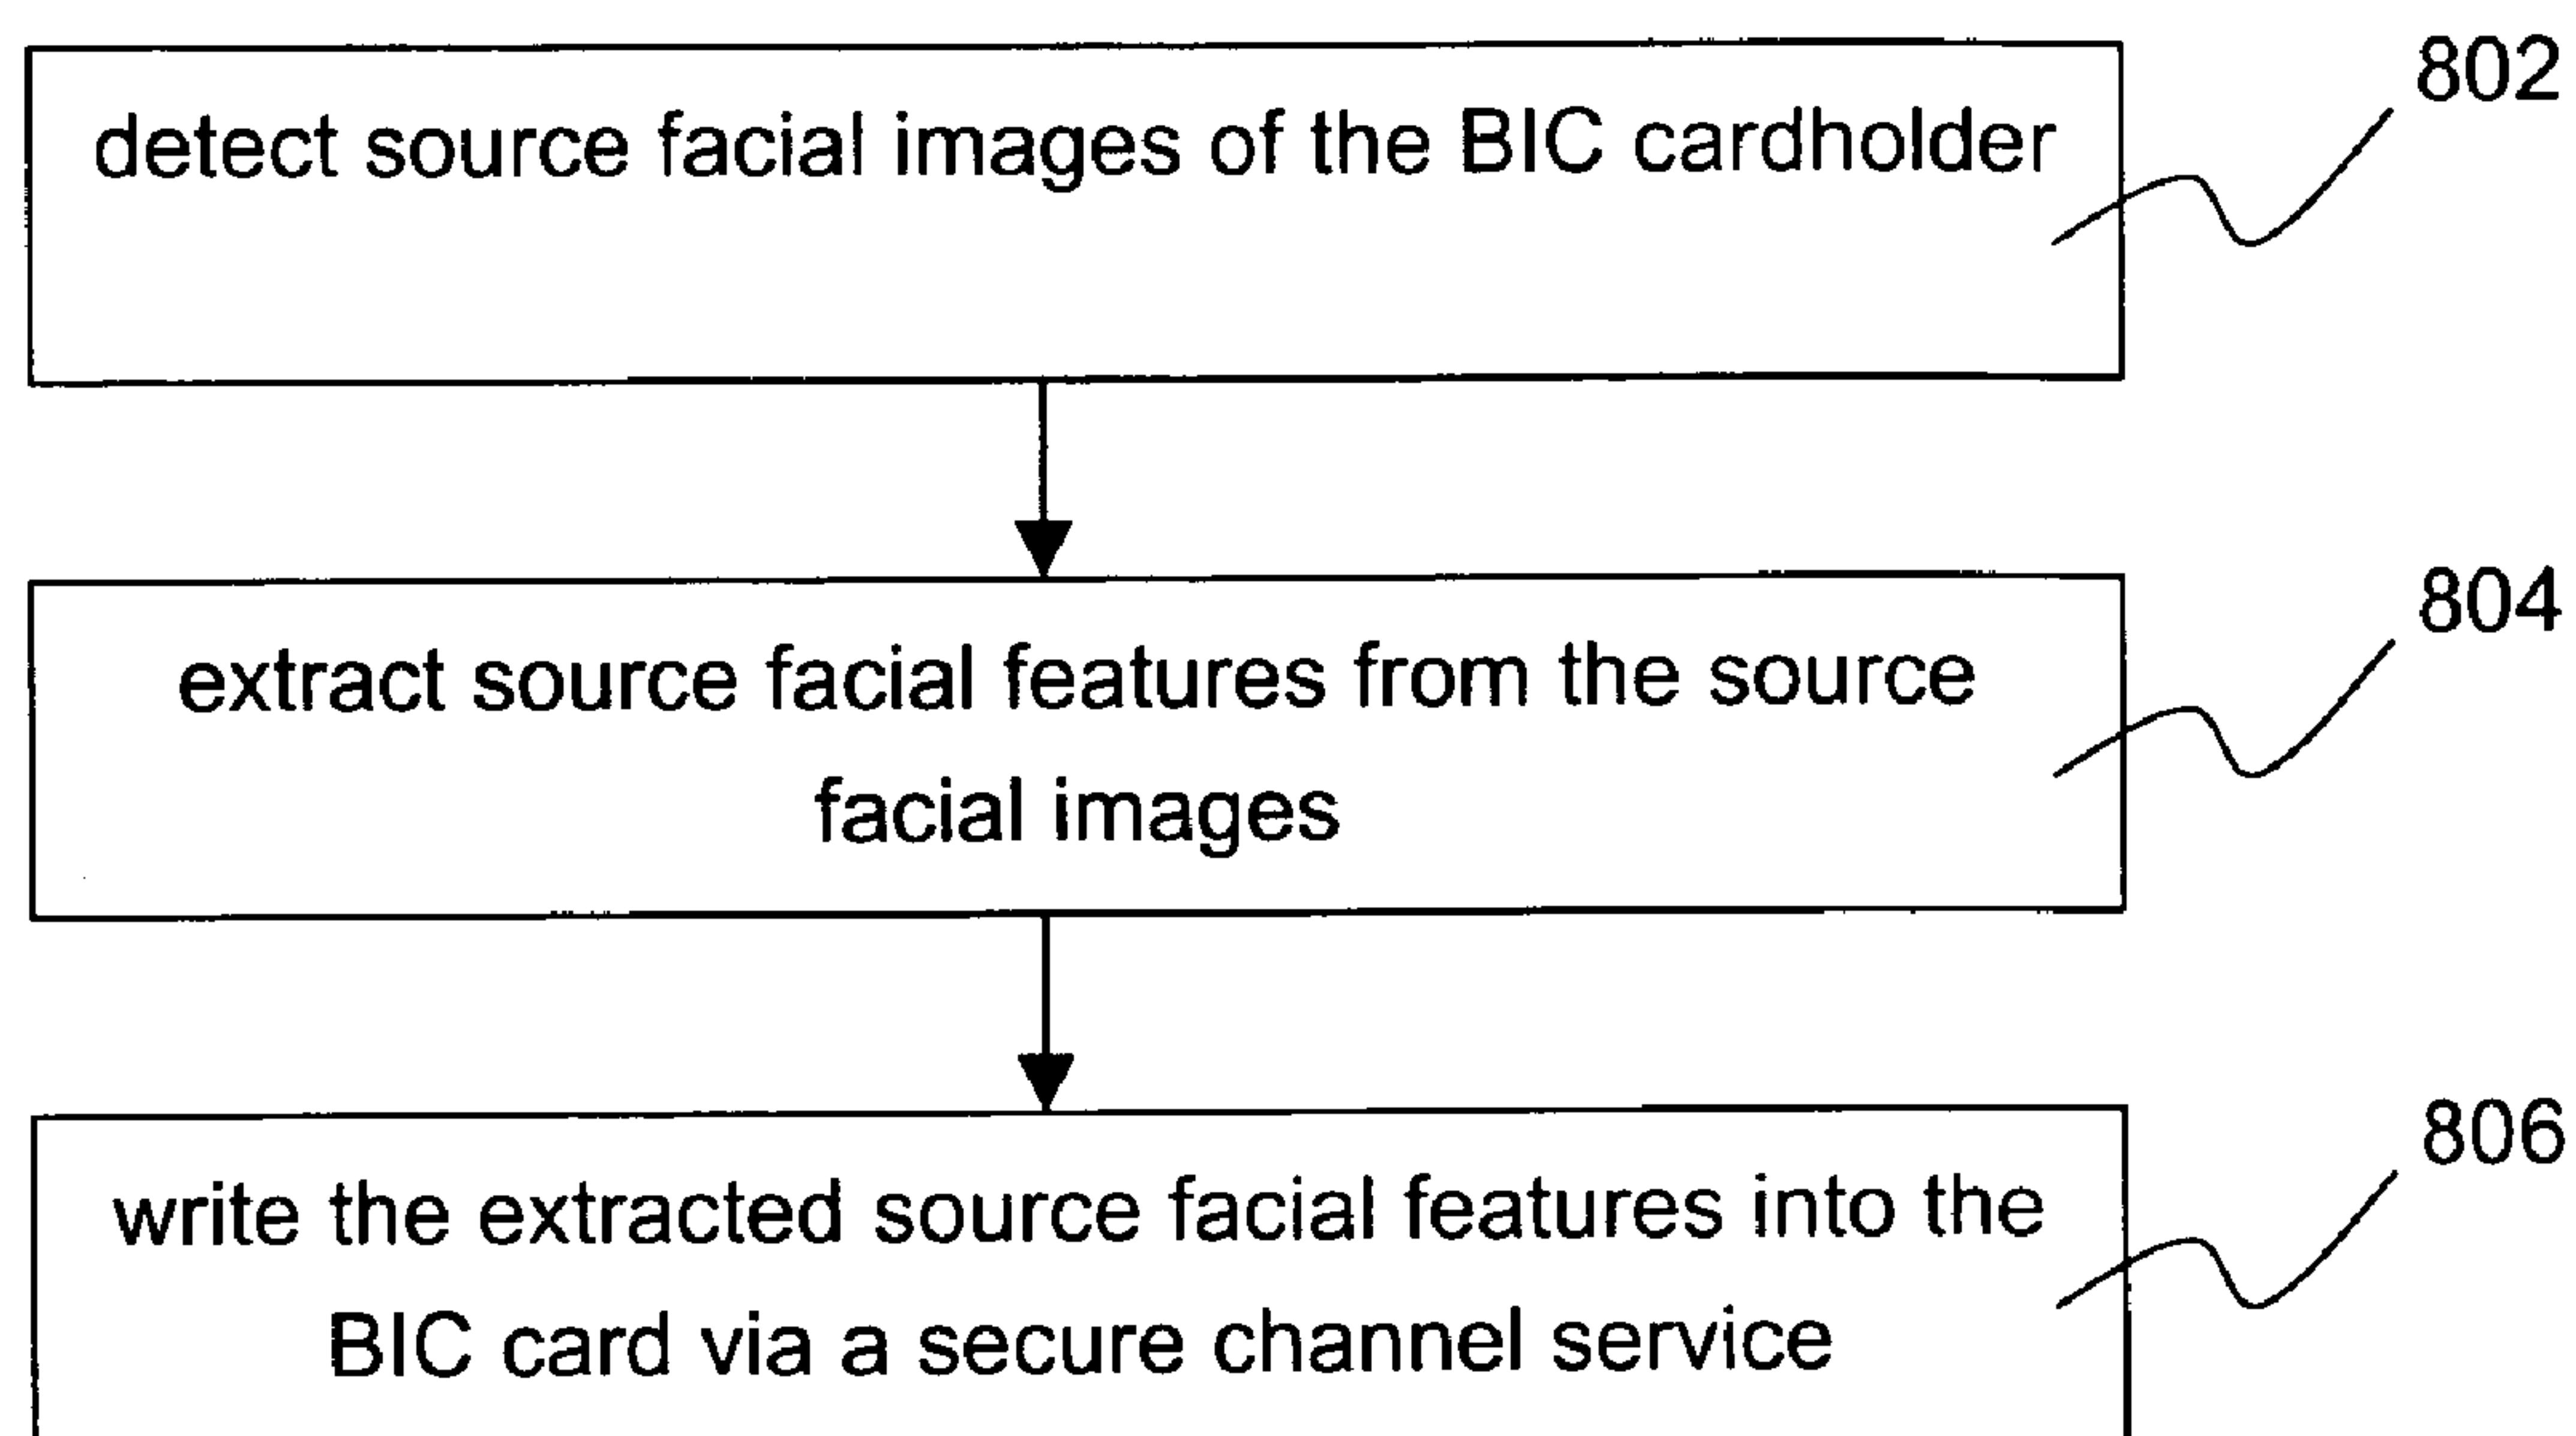 802
detect source facial images of the BIC cardholder
804
extract source facial features from the source
facial images
806
write the extracted source facial features into the
BIC card via a secure channel service